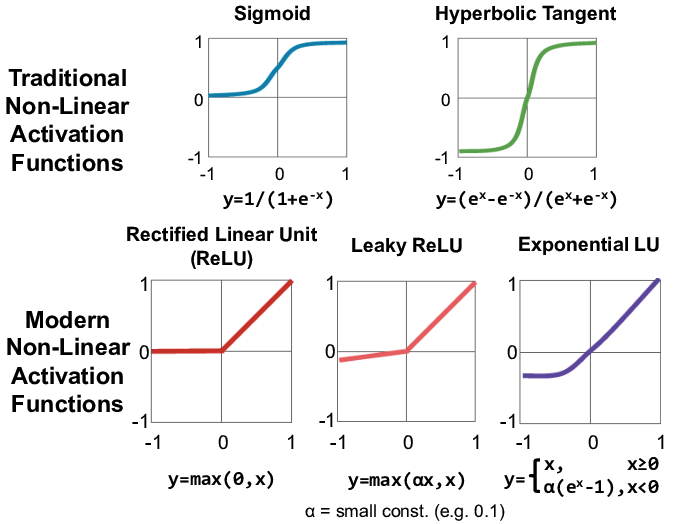 Sigmoid
Hyperbolic Tangent
Traditional
Non-Linear
Activation
Functions
1
0
-1
-1
0
1
y=1/(1+e⁻ˣ)
1
0
-1
-1
0
1
y=(eˣ-e⁻ˣ)/(eˣ+e⁻ˣ)
Rectified Linear Unit
(ReLU)
Leaky ReLU
Exponential LU
Modern
Non-Linear
Activation
Functions
1
0
-1
-1
0
1
y=max(0,x)
1
0
-1
-1
0
1
y=max(αx,x)
1
0
-1
-1
0
1
y={x, x≥0
α(eˣ-1),x<0
α = small const. (e.g. 0.1)